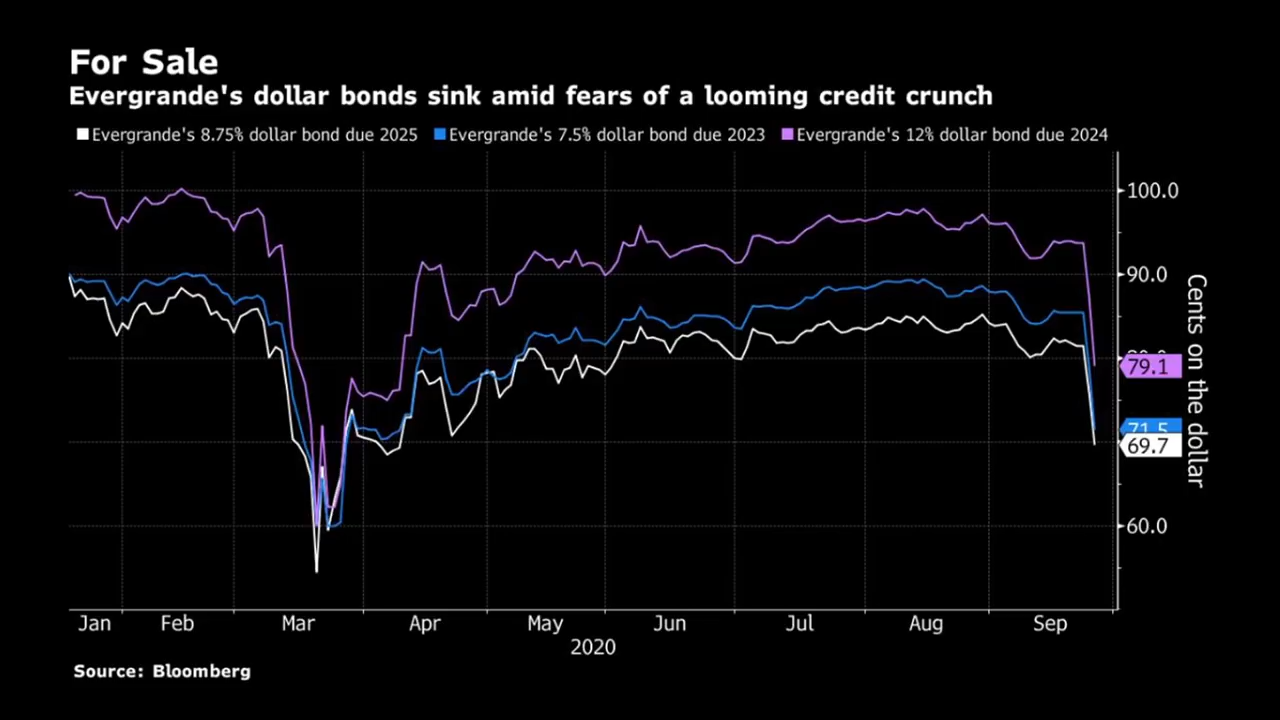 For Sale
Evergrande's dollar bonds sink amid fears of a looming credit crunch
Evergrande's 8.75% dollar bond due 2025 Evergrande's 7.5% dollar bond due 2023 Evergrande's 12% dollar bond due 2024
100.0
90.0
79.1
71.5
69.7
60.0
Cents on the dollar
Jan Feb Mar Apr May Jun Jul Aug Sep
2020
Source: Bloomberg